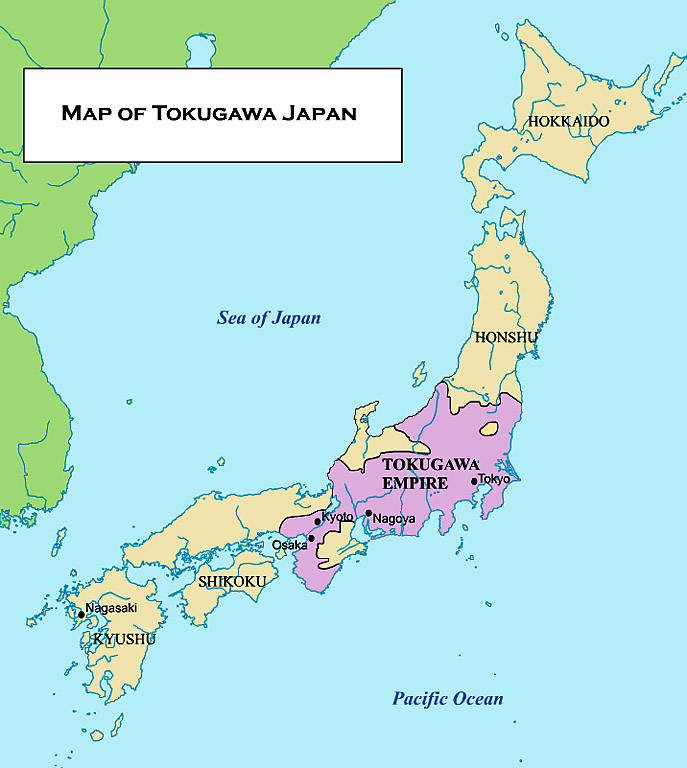 MAP OF TOKUGAWA JAPAN
HOKKAIDO
Sea of Japan
HONSHU
TOKUGAWA
EMPIRE
Tokyo
Kyoto
Nagoya
Osaka
SHIKOKU
Nagasaki
KYUSHU
Pacific Ocean